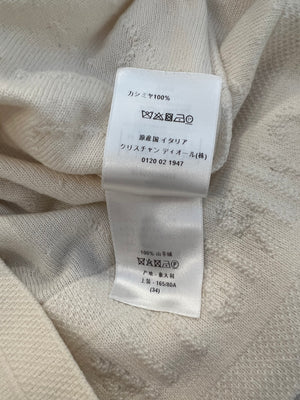 カシミヤ100%
原産国 イタリア
クリスチャン ディオール(株)
0120 02 1947
100% 山羊绒
产地: 意大利
上装: 165/80A
(34)